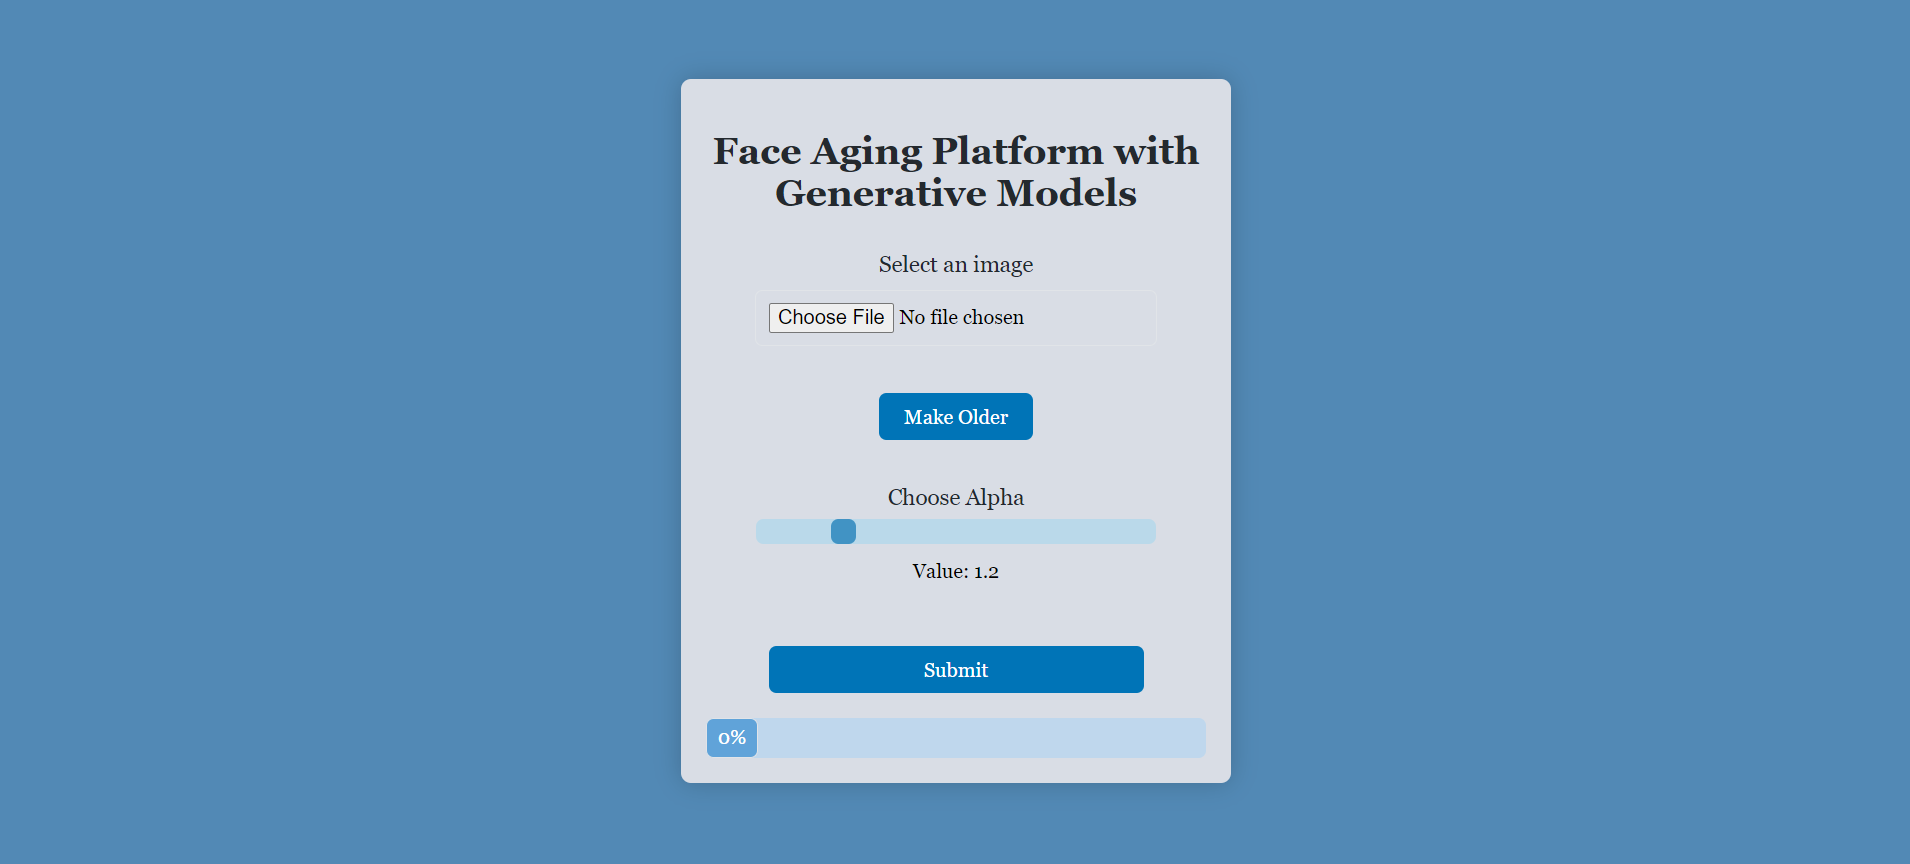 Face Aging Platform with
Generative Models
Select an image
Choose File No file chosen
Make Older
Choose Alpha
Value: 1.2
Submit
0%